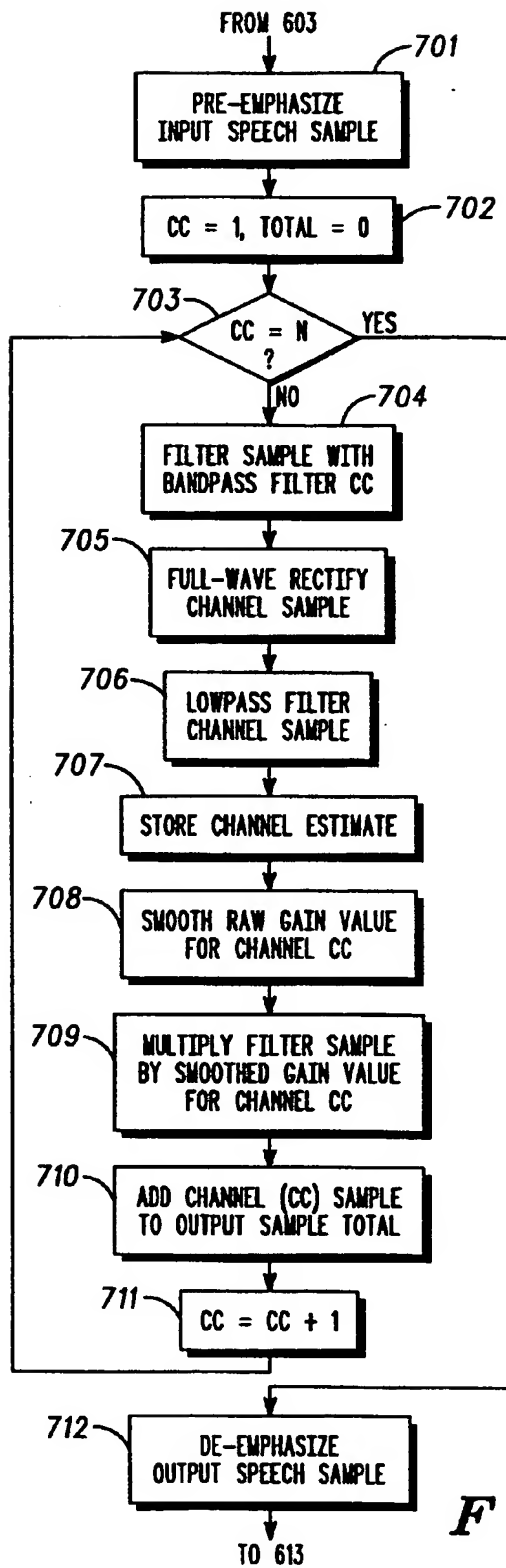 FROM 603
701
PRE-EMPHASIZE
INPUT SPEECH SAMPLE
702
CC = 1, TOTAL = 0
703
CC = N
?
YES
NO
704
FILTER SAMPLE WITH
BANDPASS FILTER CC
705
FULL-WAVE RECTIFY
CHANNEL SAMPLE
706
LOWPASS FILTER
CHANNEL SAMPLE
707
STORE CHANNEL ESTIMATE
708
SMOOTH RAW GAIN VALUE
FOR CHANNEL CC
709
MULTIPLY FILTER SAMPLE
BY SMOOTHED GAIN VALUE
FOR CHANNEL CC
710
ADD CHANNEL (CC) SAMPLE
TO OUTPUT SAMPLE TOTAL
711
CC = CC + 1
712
DE-EMPHASIZE
OUTPUT SPEECH SAMPLE
F
TO 613